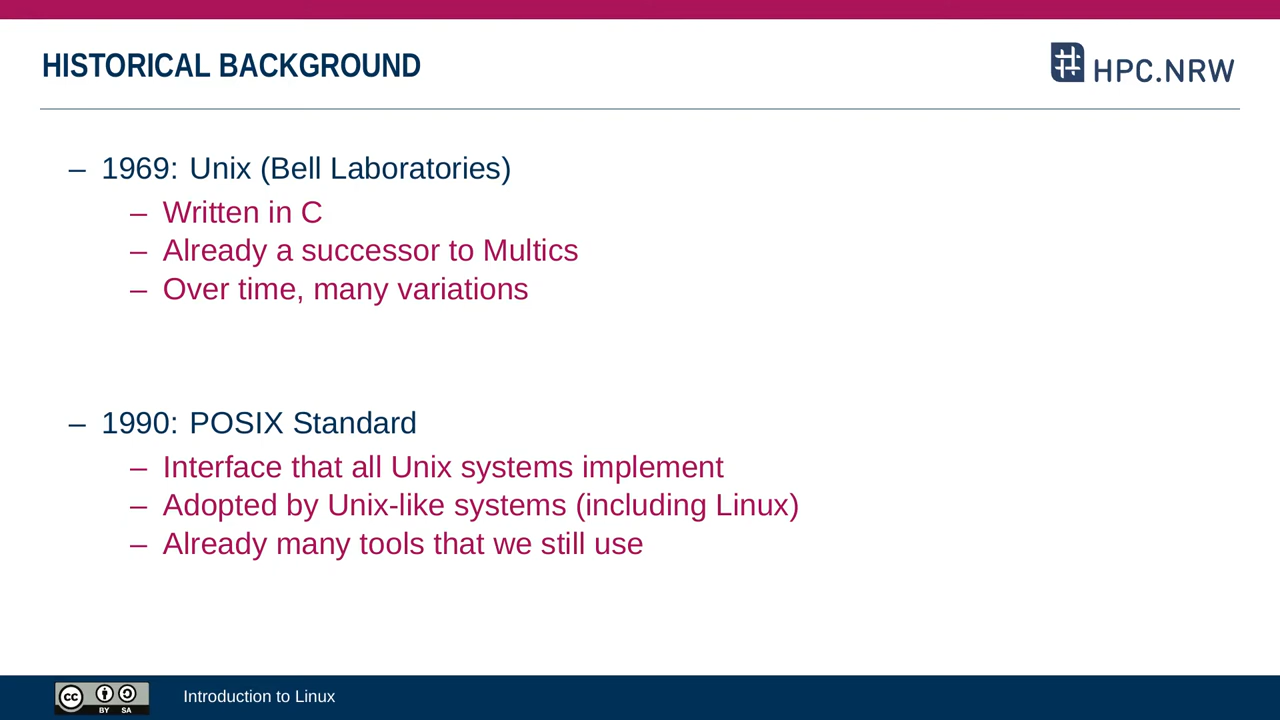 HISTORICAL BACKGROUND
HPC.NRW
– 1969: Unix (Bell Laboratories)
– Written in C
– Already a successor to Multics
– Over time, many variations
– 1990: POSIX Standard
– Interface that all Unix systems implement
– Adopted by Unix-like systems (including Linux)
– Already many tools that we still use
cc BY SA
Introduction to Linux